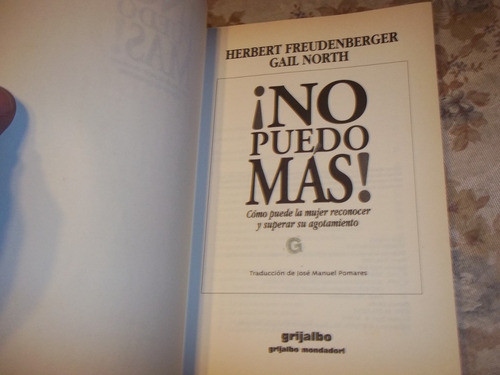 HERBERT FREUDENBERGER
GAIL NORTH
¡NO
PUEDO
MÁS!
Cómo puede la mujer reconocer
y superar su agotamiento
G
Traducción de José Manuel Pomares
grijalbo
grijalbo mondadori